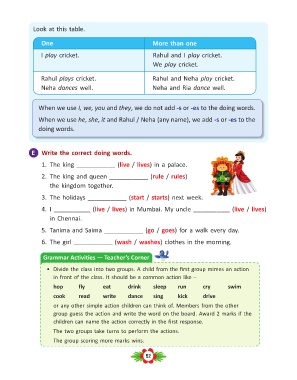 Look at this table.
One More than one
I play cricket. Rahul and I play cricket.
We play cricket.
Rahul plays cricket. Rahul and Neha play cricket.
Neha dances well. Neha and Ria dance well.
When we use i, we, you and they, we do not add -s or -es to the doing words.
When we use he, she, it and Rahul / Neha (any name), we add -s or -es to the
doing words.
E Write the correct doing words.
1. The king ____________ (live / lives) in a palace.
2. The king and queen ____________ (rule / rules)
the kingdom together.
3. The holidays ____________ (start / starts) next week.
4. I ____________ (live / lives) in Mumbai. My uncle ____________ (live / lives)
in Chennai.
5. Tanima and Saima ____________ (go / goes) for a walk every day.
6. The girl ____________ (wash / washes) clothes in the morning.
Grammar Activities — Teacher's Corner
• Divide the class into two groups. A child from the first group mimes an action
in front of the class. It should be a common action like –
hop fly eat drink sleep run cry swim
cook read write dance sing kick drive
or any other simple action children can think of. Members from the other
group guess the action and write the word on the board. Award 2 marks if the
children can name the action correctly in the first response.
The two groups take turns to perform the actions.
The group scoring more marks wins.
52